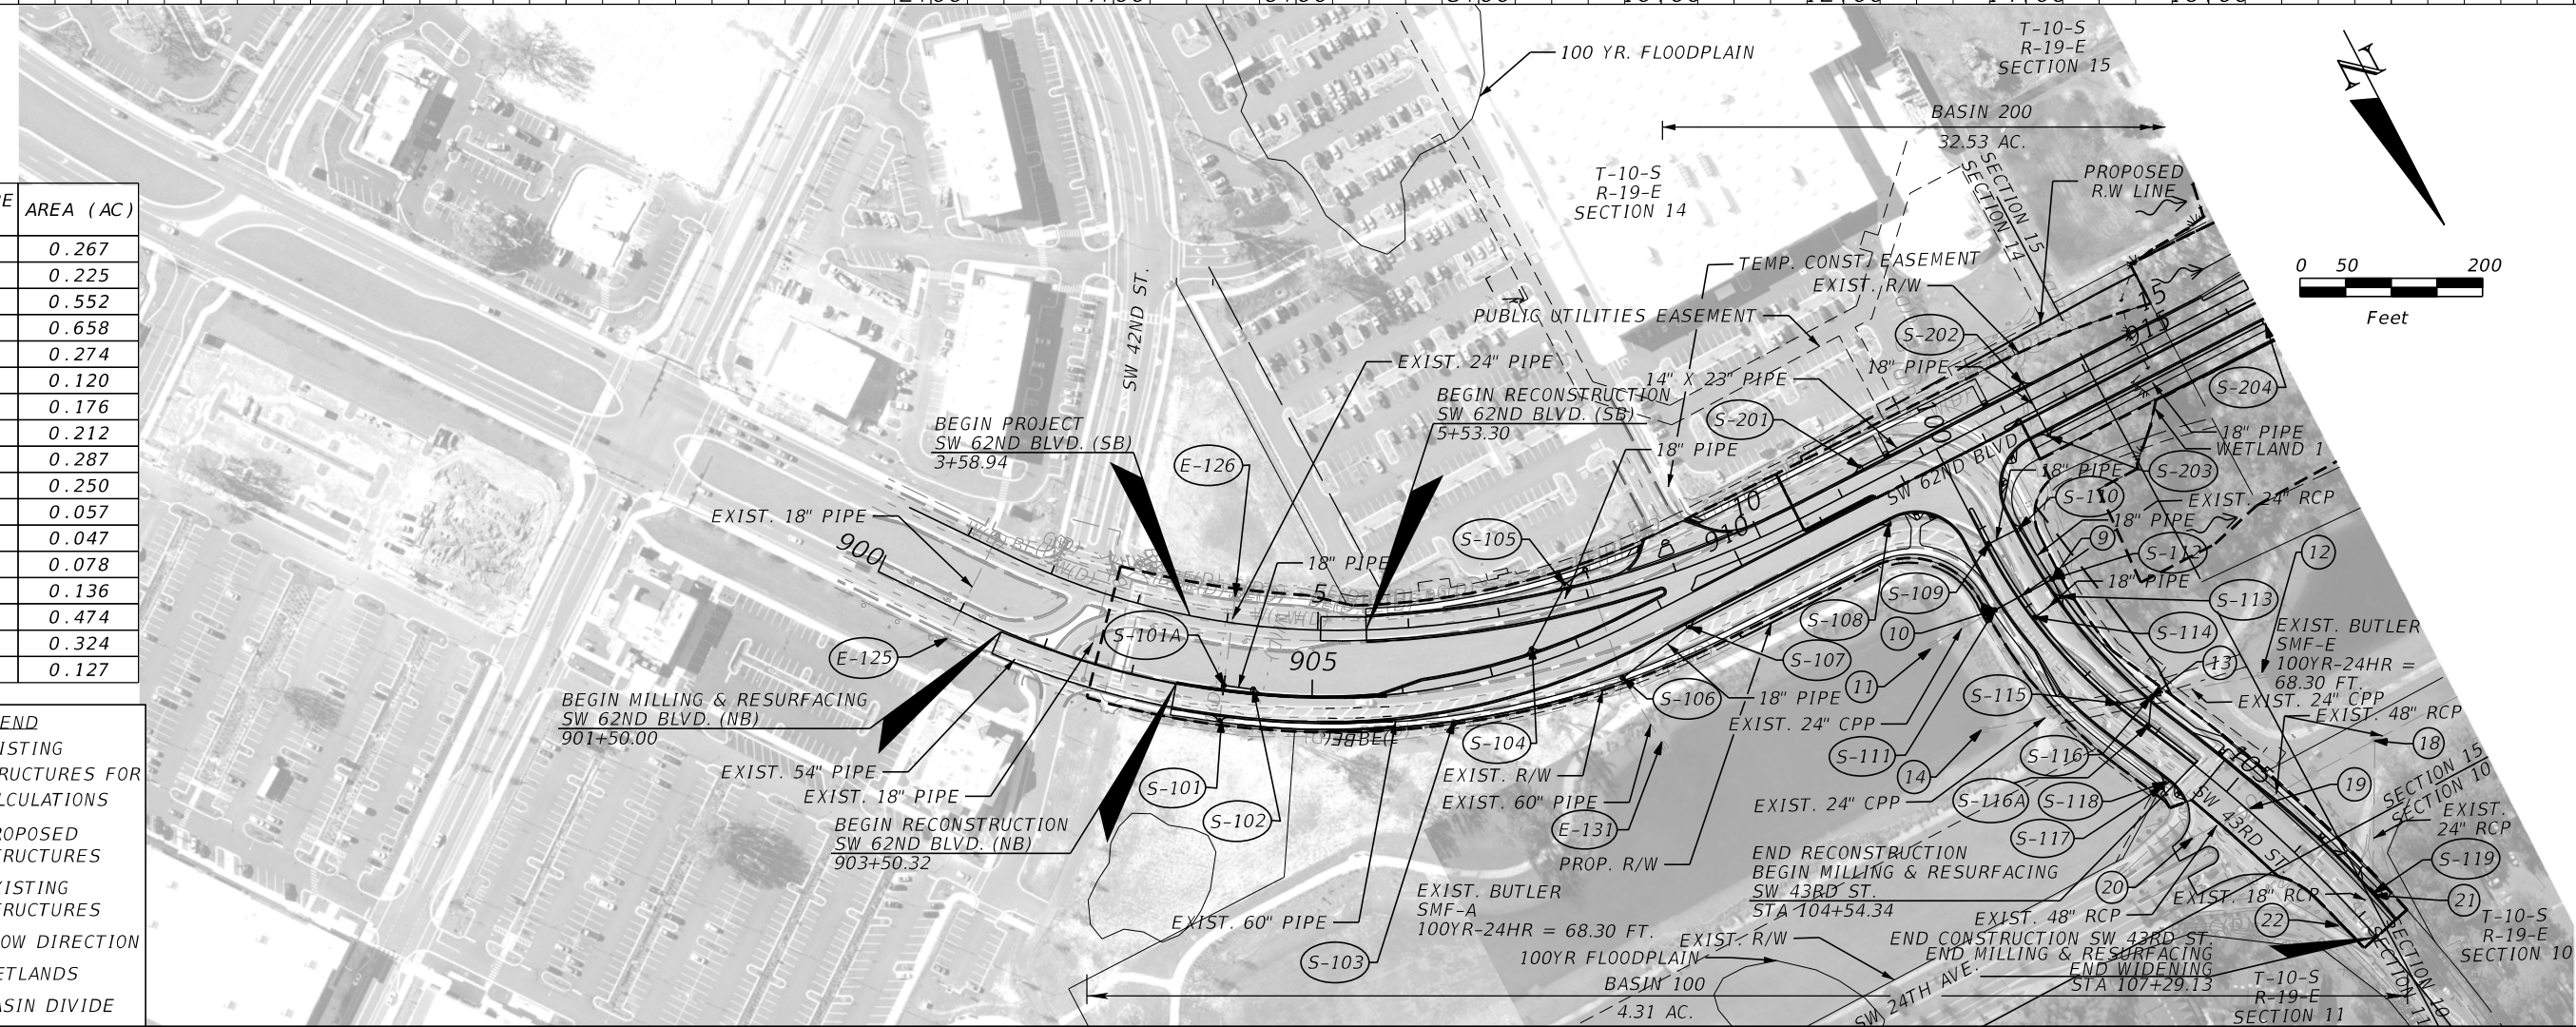 T-10-S
R-19-E
SECTION 15
100 YR. FLOODPLAIN
BASIN 200
32.53 AC.
T-10-S
R-19-E
SECTION 14
SECTION 15
SECTION 14
PROPOSED
R.W LINE
N
0 50 200
Feet
AREA (AC)
0.267
0.225
0.552
0.658
0.274
0.120
0.176
0.212
0.287
0.250
0.057
0.047
0.078
0.136
0.474
0.324
0.127
TEMP. CONST. EASEMENT
EXIST. R/W
PUBLIC UTILITIES EASEMENT
SW 42ND ST.
SECTION 15
SECTION 14
S-202
18" PIPE
14" X 23" PIPE
EXIST. 24" PIPE
BEGIN RECONSTRUCTION
SW 62ND BLVD. (SB)
5+53.30
S-201
S-204
15
915
BEGIN PROJECT
SW 62ND BLVD. (SB)
3+58.94
E-126
18" PIPE
18" PIPE
WETLAND 1
S-203
SW 62ND BLVD
18" PIPE
S-110
EXIST. 24" RCP
18" PIPE
10
910
EXIST. 18" PIPE
900
S-105
9
S-112
12
18" PIPE
5
18" PIPE
S-109
S-113
S-108
10
S-114
EXIST. BUTLER
SMF-E
100YR-24HR =
68.30 FT.
S-101A
E-125
905
S-107
11
13
BEGIN MILLING & RESURFACING
SW 62ND BLVD. (NB)
901+50.00
S-106
18" PIPE
S-115
EXIST. 24" CPP
EXIST. 24" CPP
EXIST. 48" RCP
S-104
S-111
S-116
18
EXIST. 54" PIPE
EXIST. R/W
14
105
SECTION 15
SECTION 10
EXIST. 18" PIPE
S-101
EXIST. 60" PIPE
EXIST. 24" CPP
S-116A
S-118
19
BEGIN RECONSTRUCTION
SW 62ND BLVD. (NB)
903+50.32
S-102
E-131
S-117
SW 43RD ST.
EXIST.
24" RCP
PROP. R/W
END RECONSTRUCTION
BEGIN MILLING & RESURFACING
SW 43RD ST.
STA 104+54.34
S-119
20
EXIST. BUTLER
SMF-A
100YR-24HR = 68.30 FT.
EXIST. 18" RCP
21
EXIST. 60" PIPE
EXIST. 48" RCP
22
T-10-S
R-19-E
SECTION 10
EXIST. R/W
END CONSTRUCTION SW 43RD ST.
END MILLING & RESURFACING
END WIDENING
STA 107+29.13
S-103
100YR FLOODPLAIN
BASIN 100
4.31 AC.
SW 24TH AVE.
T-10-S
R-19-E
SECTION 11
SECTION 10
SECTION 11